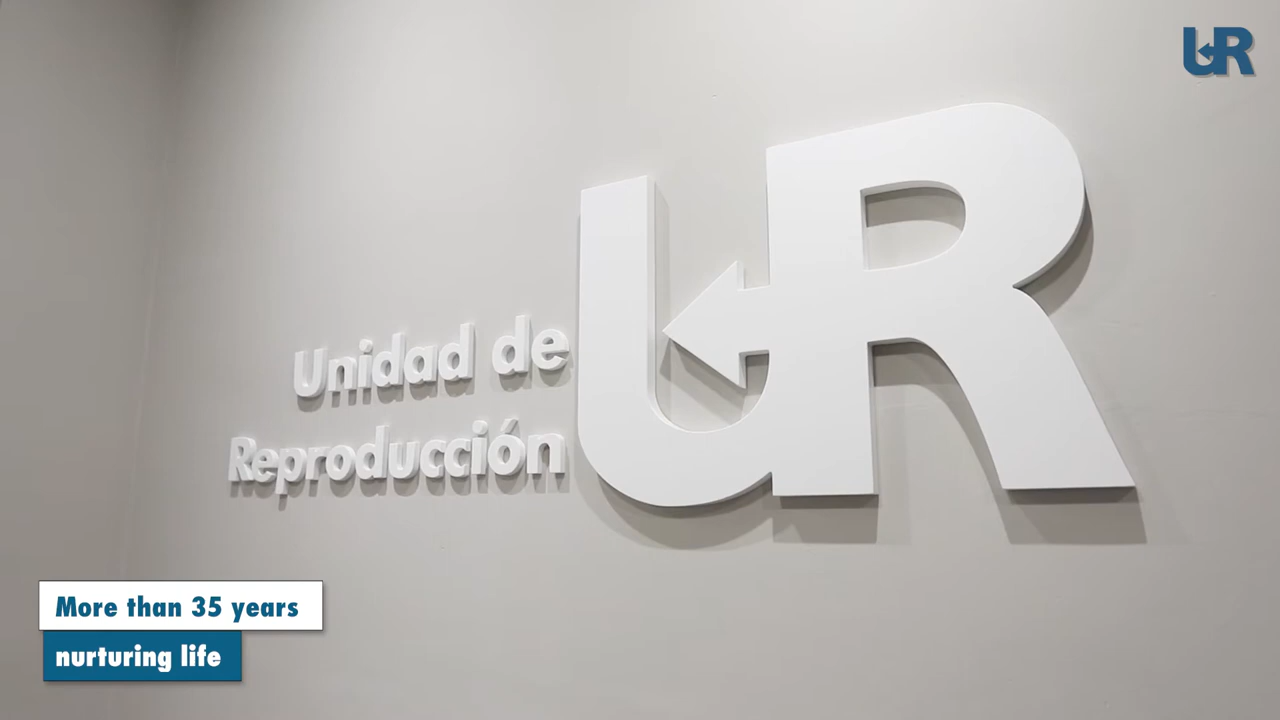 UR
Unidad de
Reproducción
UR
More than 35 years
nurturing life